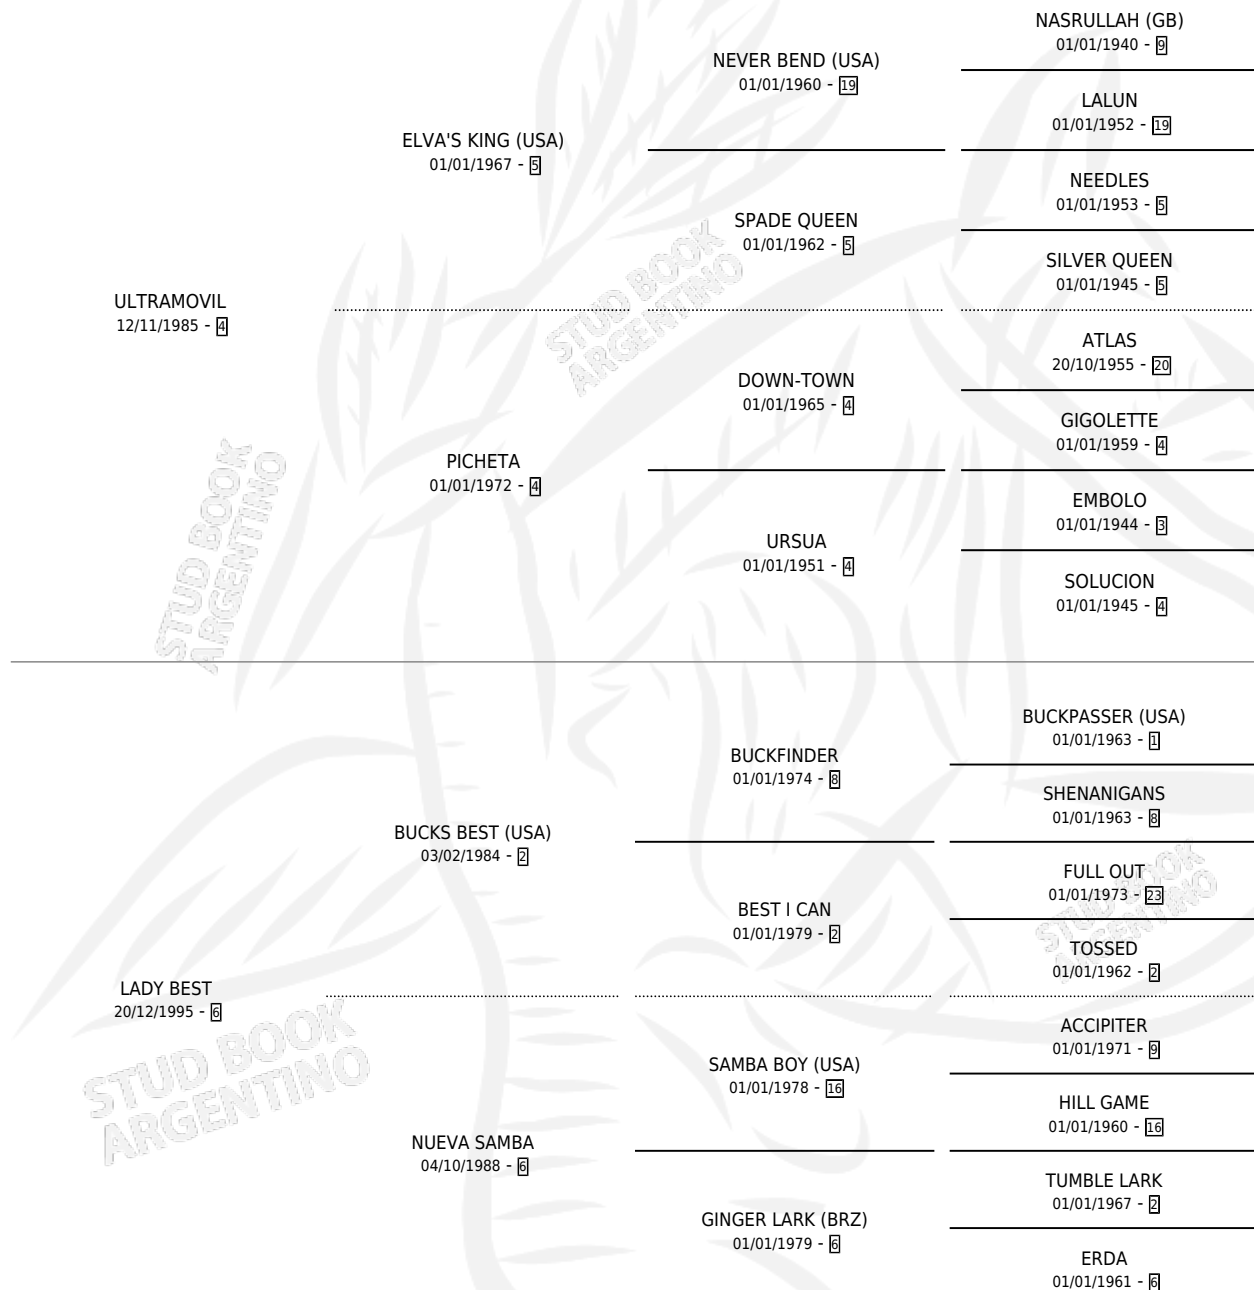 NASRULLAH (GB)
01/01/1940 - 9
NEVER BEND (USA)
01/01/1960 - 19
LALUN
01/01/1952 - 19
ELVA'S KING (USA)
01/01/1967 - 5
NEEDLES
01/01/1953 - 5
SPADE QUEEN
01/01/1962 - 5
SILVER QUEEN
01/01/1945 - 5
ULTRAMOVIL
12/11/1985 - 4
ATLAS
20/10/1955 - 20
DOWN-TOWN
01/01/1965 - 4
GIGOLETTE
01/01/1959 - 4
PICHETA
01/01/1972 - 4
EMBOLO
01/01/1944 - 3
URSUA
01/01/1951 - 4
SOLUCION
01/01/1945 - 4
STUD BOOK
ARGENTINO
STUD BOOK
ARGENTINO
BUCKPASSER (USA)
01/01/1963 - 1
BUCKFINDER
01/01/1974 - 8
SHENANIGANS
01/01/1963 - 8
BUCKS BEST (USA)
03/02/1984 - 2
FULL OUT
01/01/1973 - 23
BEST I CAN
01/01/1979 - 2
TOSSED
01/01/1962 - 2
LADY BEST
20/12/1995 - 6
ACCIPITER
01/01/1971 - 9
SAMBA BOY (USA)
01/01/1978 - 16
HILL GAME
01/01/1960 - 16
NUEVA SAMBA
04/10/1988 - 6
TUMBLE LARK
01/01/1967 - 2
GINGER LARK (BRZ)
01/01/1979 - 6
ERDA
01/01/1961 - 6
STUD BOOK
ARGENTINO
STUD BOOK
ARGENTINO